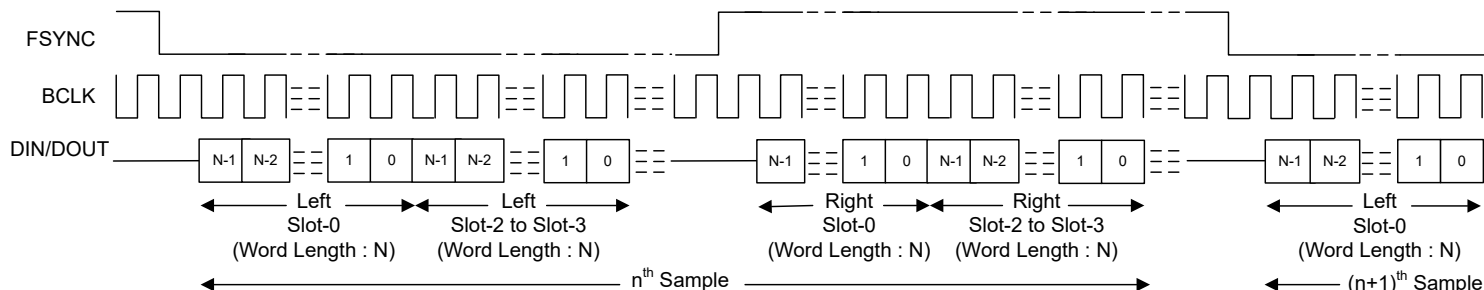 FSYNC
BCLK
DIN/DOUT
N-1 N-2 1 0 N-1 N-2 1 0 N-1 1 0 N-1 N-2 1 0 N-1 N-2 1 0
Left Left Right Right Left
Slot-0 Slot-2 to Slot-3 Slot-0 Slot-2 to Slot-3 Slot-0
(Word Length : N) (Word Length : N) (Word Length : N) (Word Length : N) (Word Length : N)
nth Sample (n+1)th Sample